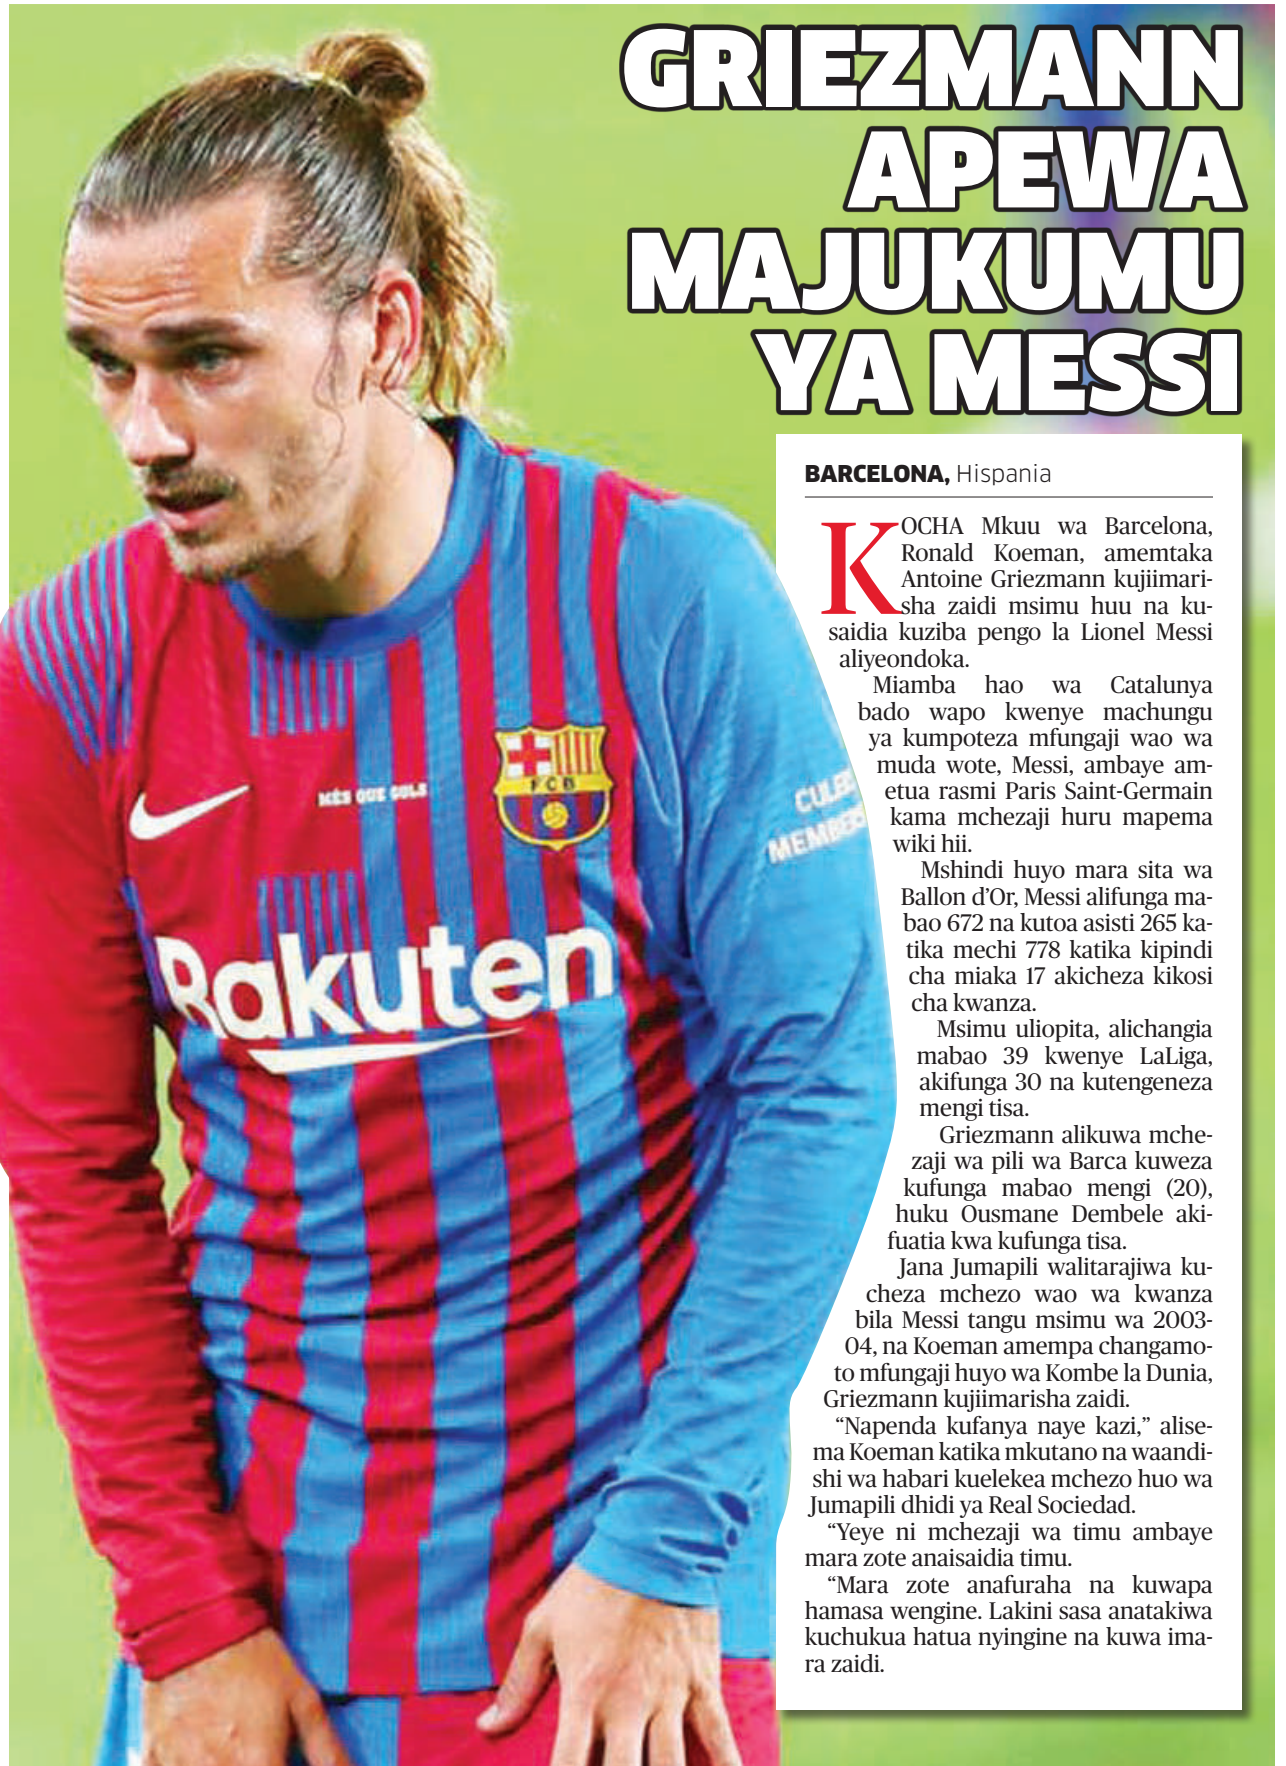 GRIEZMANN
APEWA
MAJUKUMU
YA MESSI
BARCELONA, Hispania
KOCHA Mkuu wa Barcelona,
Ronald Koeman, amemtaka
Antoine Griezmann kujiimari-
sha zaidi msimu huu na ku-
saidia kuziba pengo la Lionel Messi
aliyeondoka.
Miamba hao wa Catalunya
bado wapo kwenye machungu
ya kumpoteza mfungaji wao wa
muda wote, Messi, ambaye am-
etua rasmi Paris Saint-Germain
kama mchezaji huru mapema
wiki hii.
Mshindi huyo mara sita wa
Ballon d’Or, Messi alifunga ma-
bao 672 na kutoa asisti 265 ka-
tika mechi 778 katika kipindi
cha miaka 17 akicheza kikosi
cha kwanza.
Msimu uliopita, alichangia
mabao 39 kwenye LaLiga,
akifunga 30 na kutengeneza
mengi tisa.
Griezmann alikuwa mche-
zaji wa pili wa Barca kuweza
kufunga mabao mengi (20),
huku Ousmane Dembele aki-
fuatia kwa kufunga tisa.
Jana Jumapili walitarajiwa ku-
cheza mchezo wao wa kwanza
bila Messi tangu msimu wa 2003-
04, na Koeman amempa changamo-
to mfungaji huyo wa Kombe la Dunia,
Griezmann kujiimarisha zaidi.
“Napenda kufanya naye kazi,” alise-
ma Koeman katika mkutano na waandi-
shi wa habari kuelekea mchezo huo wa
Jumapili dhidi ya Real Sociedad.
“Yeye ni mchezaji wa timu ambaye
mara zote anaisaidia timu.
“Mara zote anafuraha na kuwapa
hamasa wengine. Lakini sasa anatakiwa
kuchukua hatua nyingine na kuwa ima-
ra zaidi.
MÉS QUE GOLS
FCB
Rakuten